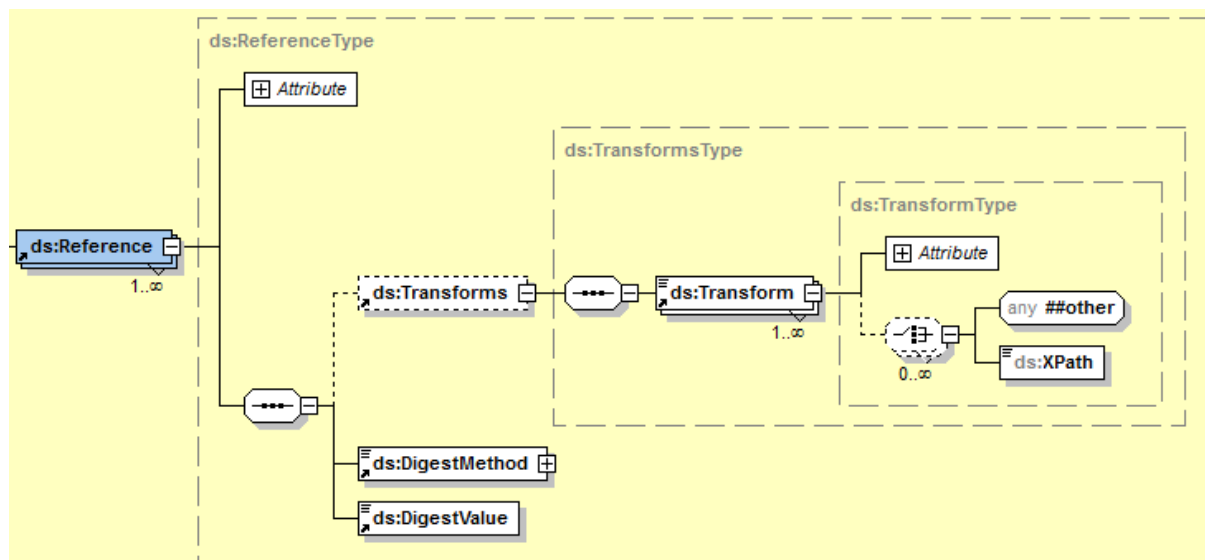 ds:ReferenceType
Attribute
ds:TransformsType
ds:TransformType
ds:Reference
1..∞
Attribute
ds:Transforms
ds:Transform
1..∞
any ##other
0..∞
ds:XPath
ds:DigestMethod
ds:DigestValue